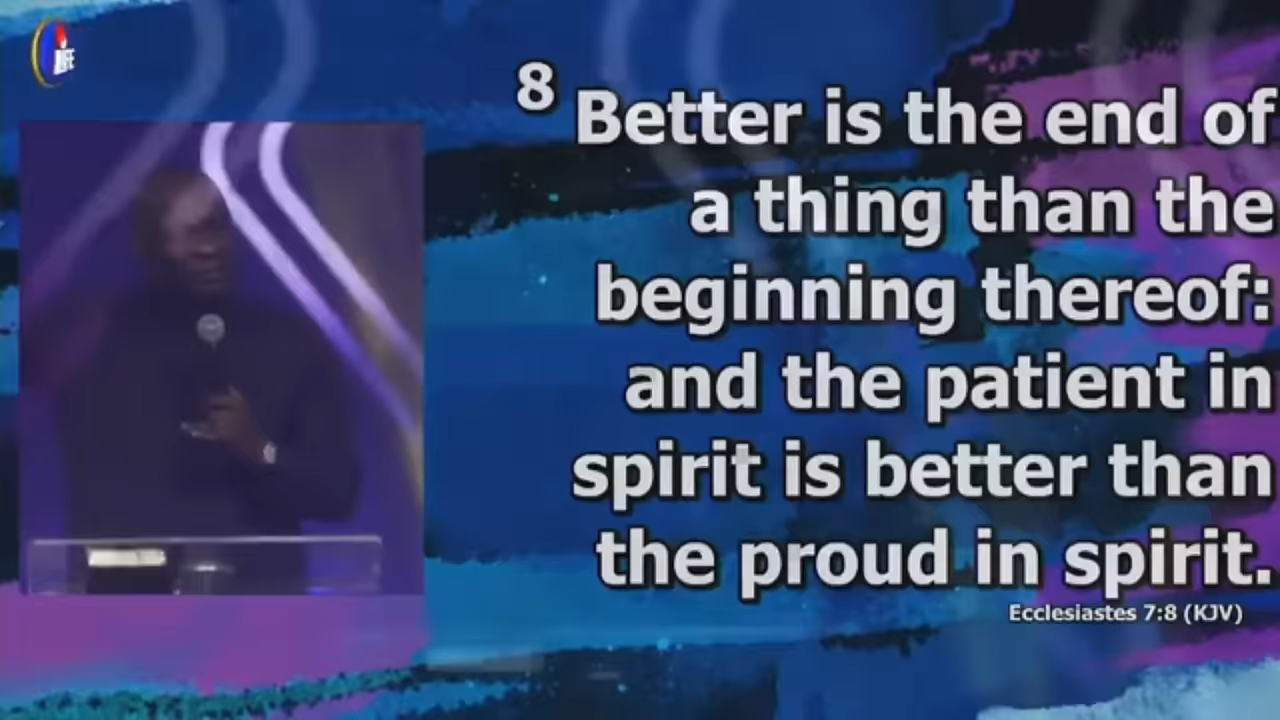 LIFE
8 Better is the end of
a thing than the
beginning thereof:
and the patient in
spirit is better than
the proud in spirit.
Ecclesiastes 7:8 (KJV)